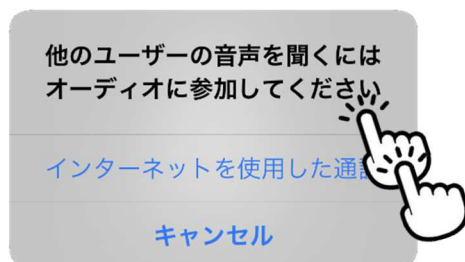 他のユーザーの音声を聞くには
オーディオに参加してください
インターネットを使用した通
キャンセル